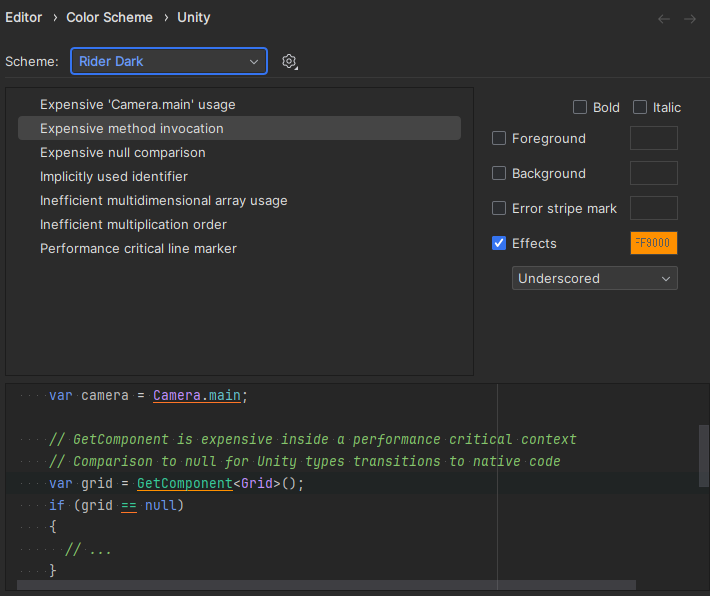 Editor › Color Scheme › Unity
Scheme: Rider Dark
Expensive 'Camera.main' usage
Expensive method invocation
Expensive null comparison
Implicitly used identifier
Inefficient multidimensional array usage
Inefficient multiplication order
Performance critical line marker
Bold Italic
Foreground
Background
Error stripe mark
Effects FF9000
Underscored
var camera = Camera.main;
// GetComponent is expensive inside a performance critical context
// Comparison to null for Unity types transitions to native code
var grid = GetComponent<Grid>();
if (grid == null)
{
// ...
}